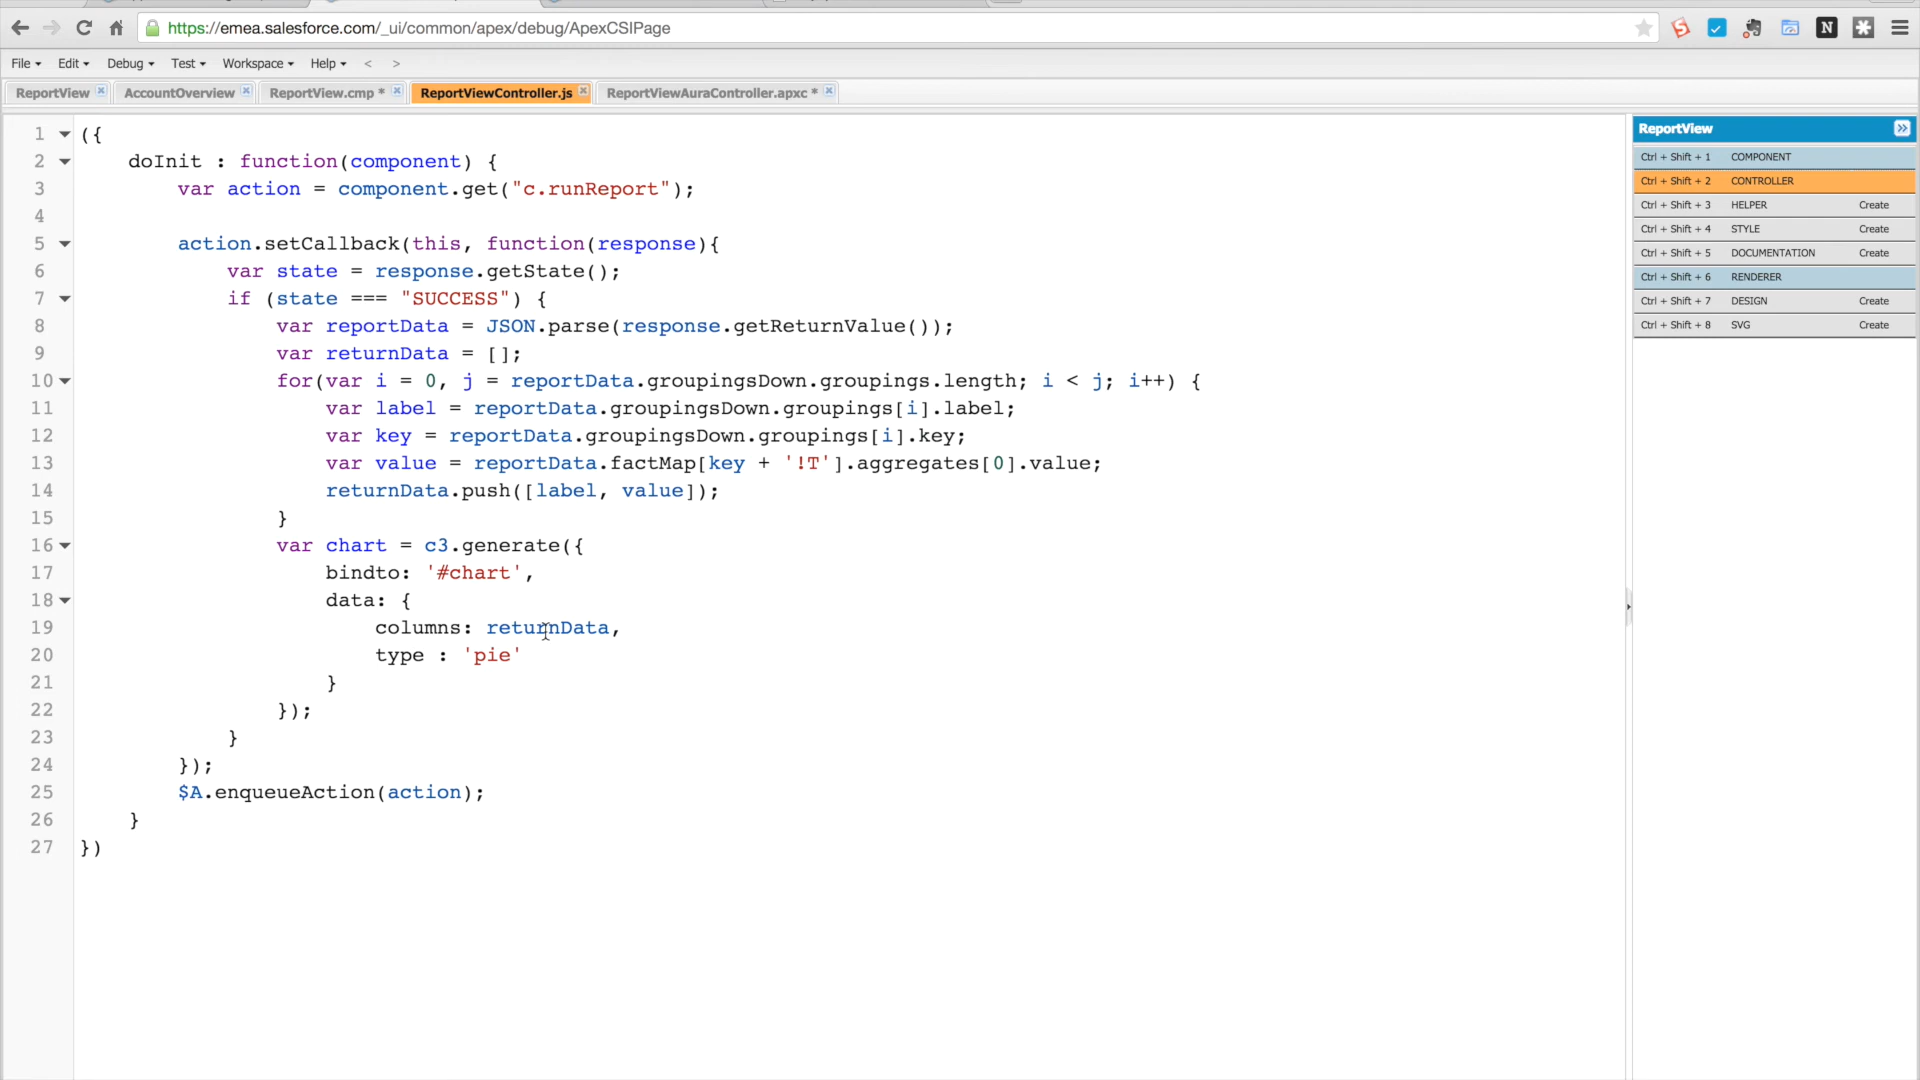 https://emea.salesforce.com/_ui/common/apex/debug/ApexCSIPage
File Edit Debug Test Workspace Help < >
ReportView AccountOverview ReportView.cmp * ReportViewController.js ReportViewAuraController.apxc *
1 ({
2 doInit : function(component) {
3 var action = component.get("c.runReport");
4
5 action.setCallback(this, function(response){
6 var state = response.getState();
7 if (state === "SUCCESS") {
8 var reportData = JSON.parse(response.getReturnValue());
9 var returnData = [];
10 for(var i = 0, j = reportData.groupingsDown.groupings.length; i < j; i++) {
11 var label = reportData.groupingsDown.groupings[i].label;
12 var key = reportData.groupingsDown.groupings[i].key;
13 var value = reportData.factMap[key + '!T'].aggregates[0].value;
14 returnData.push([label, value]);
15 }
16 var chart = c3.generate({
17 bindto: '#chart',
18 data: {
19 columns: returnData,
20 type : 'pie'
21 }
22 });
23 }
24 });
25 $A.enqueueAction(action);
26 }
27 })
ReportView
Ctrl + Shift + 1 COMPONENT
Ctrl + Shift + 2 CONTROLLER
Ctrl + Shift + 3 HELPER Create
Ctrl + Shift + 4 STYLE Create
Ctrl + Shift + 5 DOCUMENTATION Create
Ctrl + Shift + 6 RENDERER
Ctrl + Shift + 7 DESIGN Create
Ctrl + Shift + 8 SVG Create